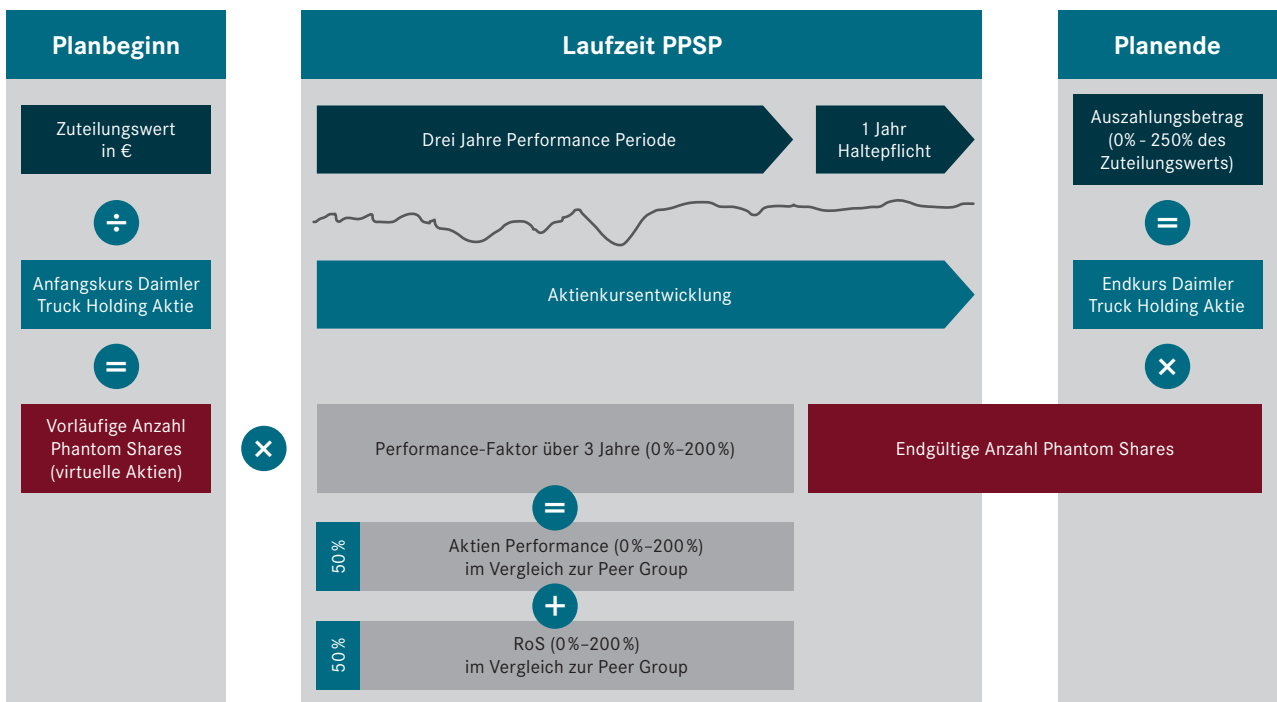 Planbeginn
Zuteilungswert
in €
÷
Anfangskurs Daimler
Truck Holding Aktie
=
Vorläufige Anzahl
Phantom Shares
(virtuelle Aktien)
×
Laufzeit PPSP
Drei Jahre Performance Periode
1 Jahr
Haltepflicht
Aktienkursentwicklung
Performance-Faktor über 3 Jahre (0%–200%)
=
50%
Aktien Performance (0%–200%)
im Vergleich zur Peer Group
+
50%
RoS (0%–200%)
im Vergleich zur Peer Group
Endgültige Anzahl Phantom Shares
Planende
Auszahlungsbetrag
(0% - 250% des
Zuteilungswerts)
=
Endkurs Daimler
Truck Holding Aktie
×